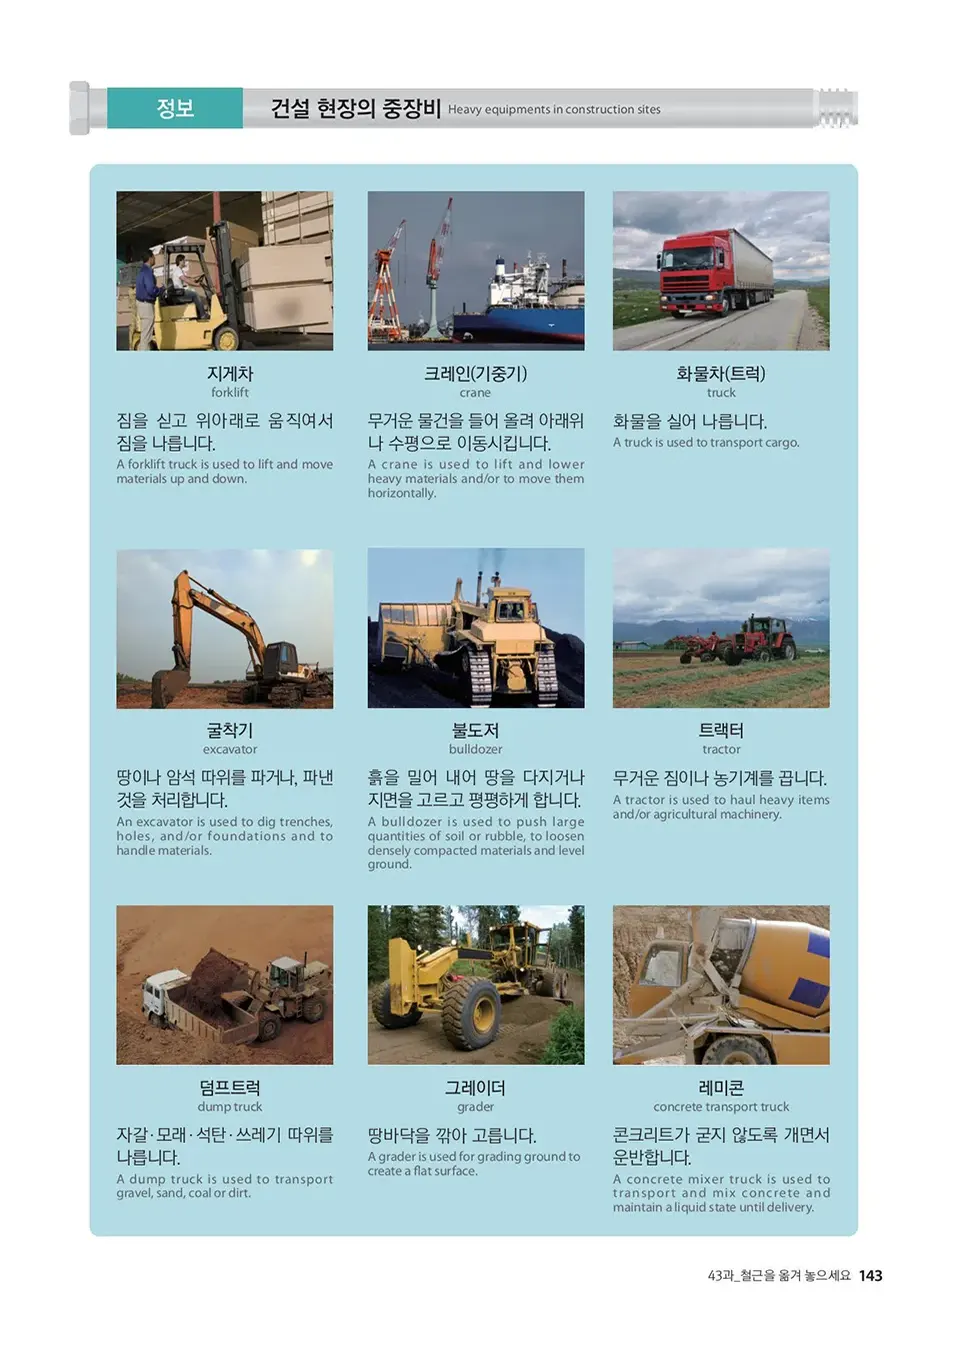 정보
건설 현장의 중장비 Heavy equipments in construction sites
지게차
forklift
짐을 싣고 위아래로 움직여서
짐을 나릅니다.
A forklift truck is used to lift and move
materials up and down.
크레인(기중기)
crane
무거운 물건을 들어 올려 아래위
나 수평으로 이동시킵니다.
A crane is used to lift and lower
heavy materials and/or to move them
horizontally.
화물차(트럭)
truck
화물을 실어 나릅니다.
A truck is used to transport cargo.
굴착기
excavator
땅이나 암석 따위를 파거나, 파낸
것을 처리합니다.
An excavator is used to dig trenches,
holes, and/or foundations and to
handle materials.
불도저
bulldozer
흙을 밀어 내어 땅을 다지거나
지면을 고르고 평평하게 합니다.
A bulldozer is used to push large
quantities of soil or rubble, to loosen
densely compacted materials and level
ground.
트랙터
tractor
무거운 짐이나 농기계를 끕니다.
A tractor is used to haul heavy items
and/or agricultural machinery.
덤프트럭
dump truck
자갈·모래·석탄·쓰레기 따위를
나릅니다.
A dump truck is used to transport
gravel, sand, coal or dirt.
그레이더
grader
땅바닥을 깎아 고릅니다.
A grader is used for grading ground to
create a flat surface.
레미콘
concrete transport truck
콘크리트가 굳지 않도록 개면서
운반합니다.
A concrete mixer truck is used to
transport and mix concrete and
maintain a liquid state until delivery.
43과_철근을 옮겨 놓으세요 143